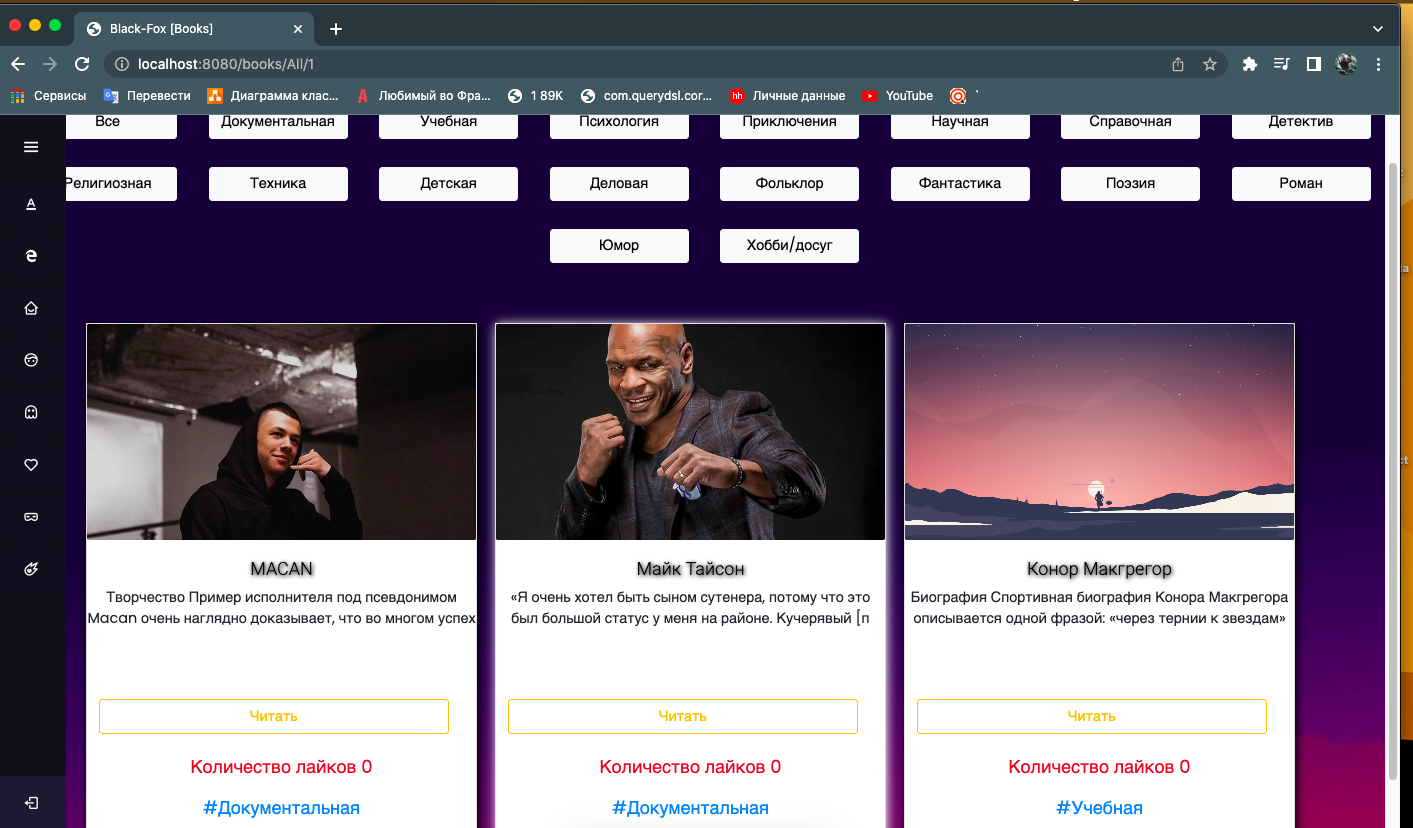 Black-Fox [Books]
localhost:8080/books/All/1
Сервисы Перевести Диаграмма клас... Любимый во Фра... 1 89K com.querydsl.cor... hh Личные данные YouTube `
Все Документальная Учебная Психология Приключения Научная Справочная Детектив
Религиозная Техника Детская Деловая Фольклор Фантастика Поэзия Роман
Юмор Хобби/досуг
MACAN
Творчество Пример исполнителя под псевдонимом
Macan очень наглядно доказывает, что во многом успех
Читать
Количество лайков 0
#Документальная
Майк Тайсон
«Я очень хотел быть сыном сутенера, потому что это
был большой статус у меня на районе. Кучерявый [п
Читать
Количество лайков 0
#Документальная
Конор Макгрегор
Биография Спортивная биография Конора Макгрегора
описывается одной фразой: «через тернии к звездам»
Читать
Количество лайков 0
#Учебная